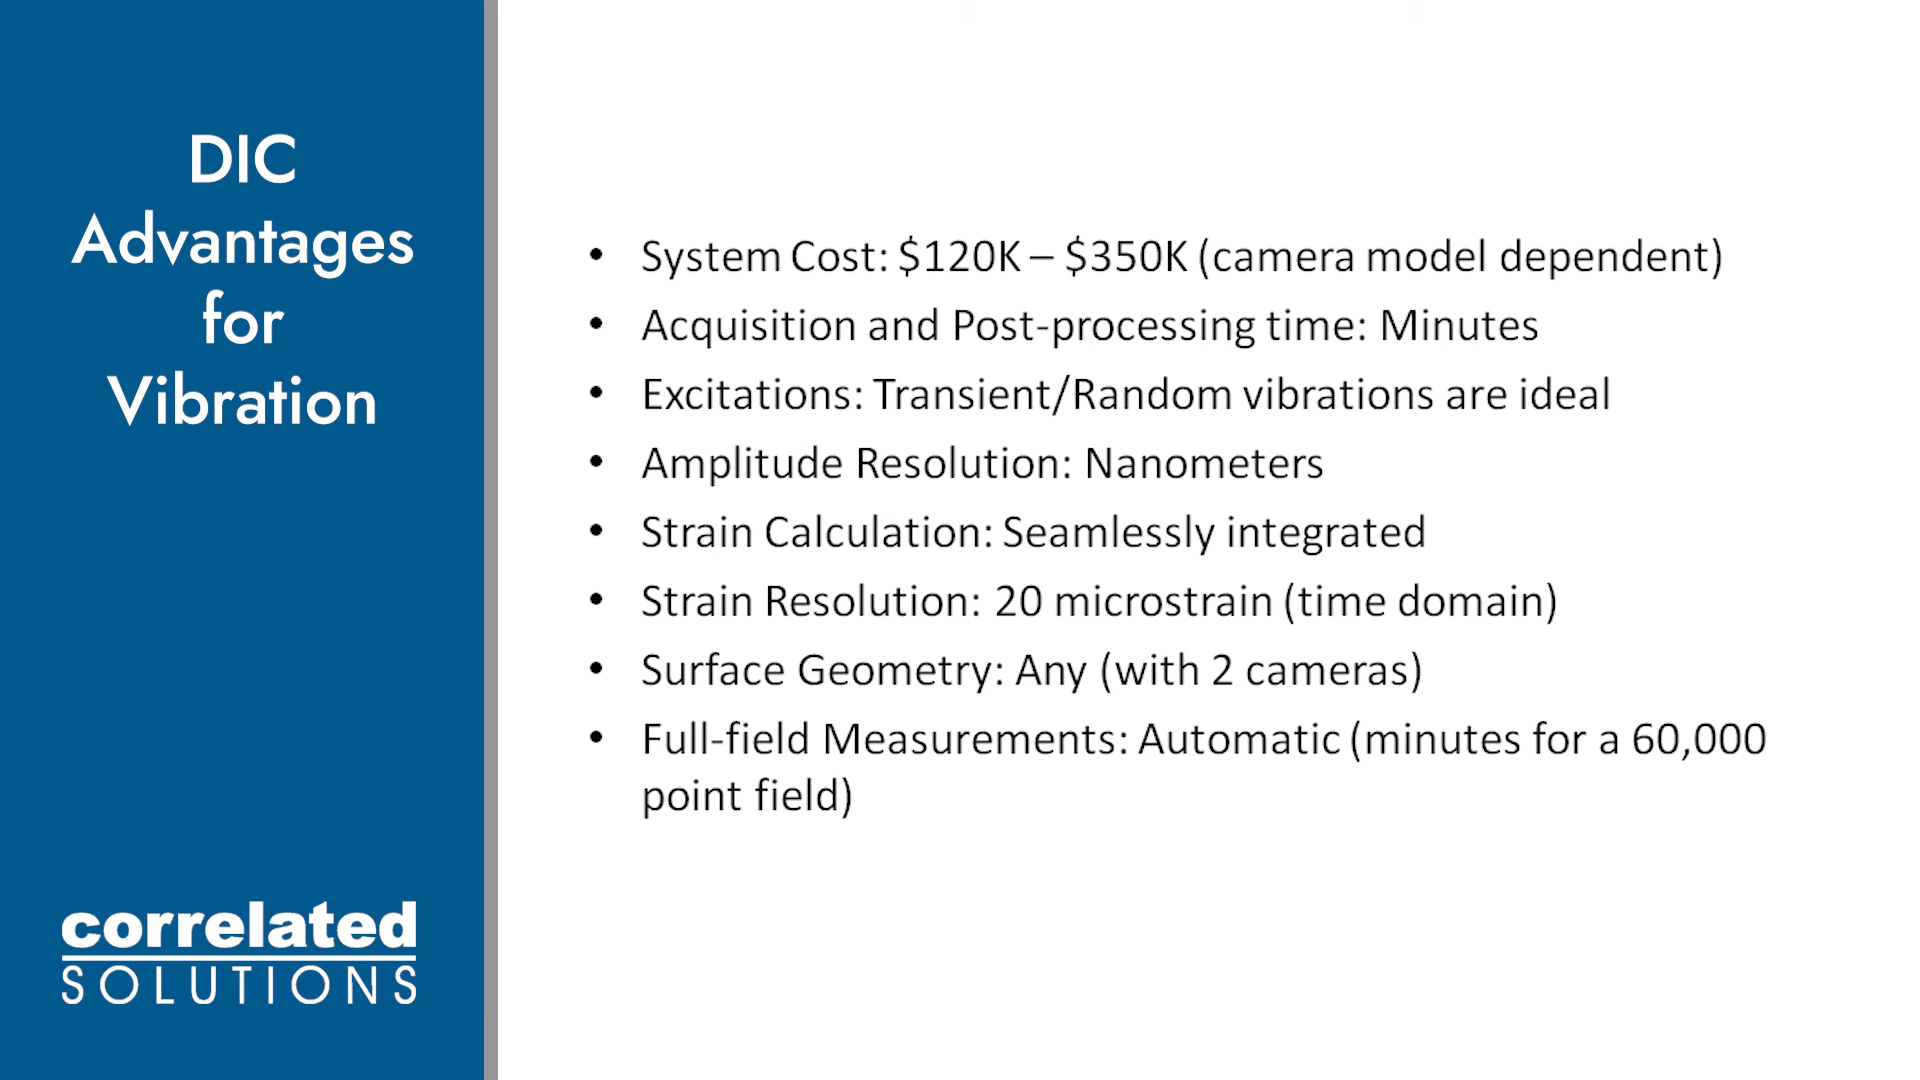 DIC
Advantages
for
Vibration
• System Cost: $120K – $350K (camera model dependent)
• Acquisition and Post-processing time: Minutes
• Excitations: Transient/Random vibrations are ideal
• Amplitude Resolution: Nanometers
• Strain Calculation: Seamlessly integrated
• Strain Resolution: 20 microstrain (time domain)
• Surface Geometry: Any (with 2 cameras)
• Full-field Measurements: Automatic (minutes for a 60,000
point field)
correlated
SOLUTIONS